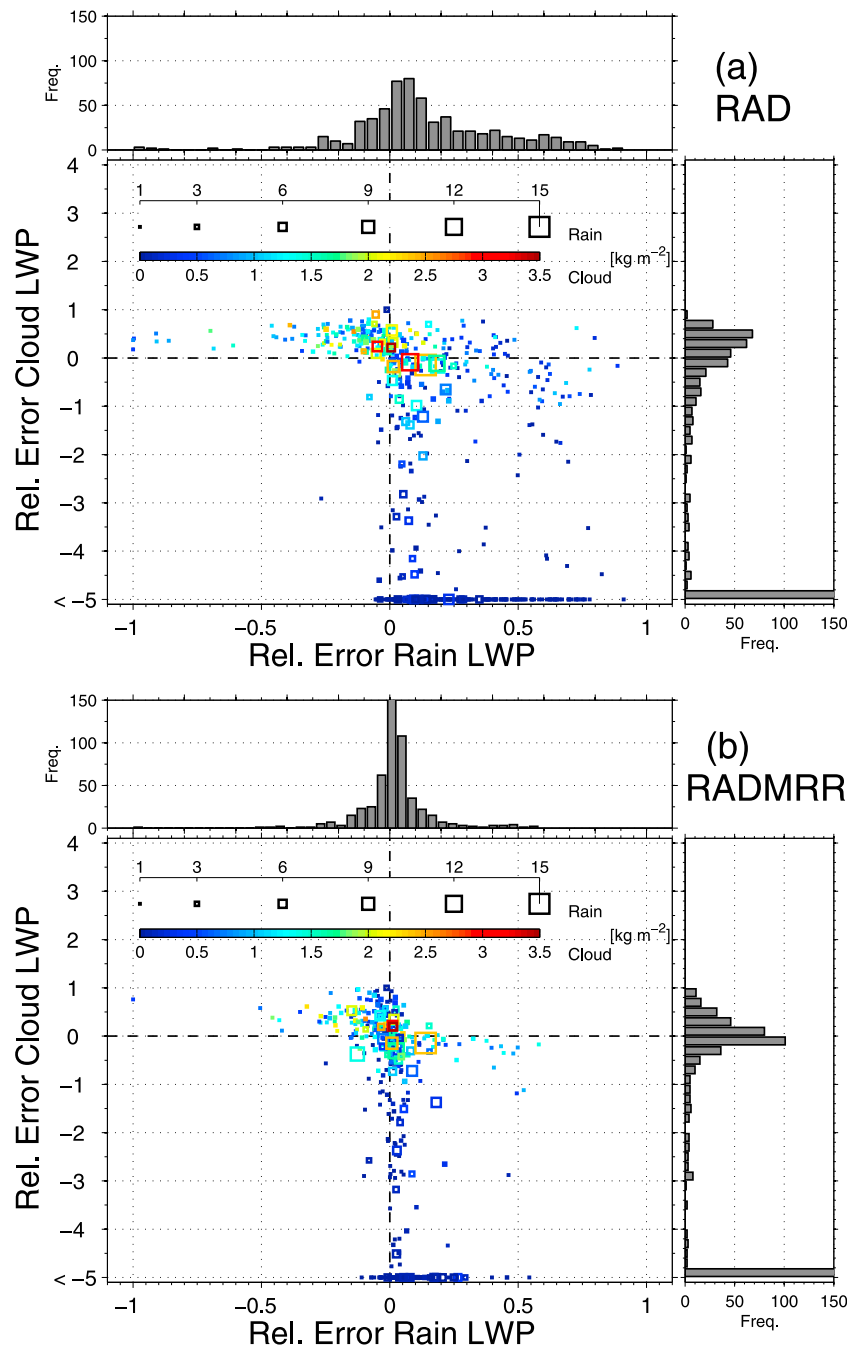 150
100
50
0
Freq.
(a)
RAD
4
3
2
1
0
−1
−2
−3
−4
< −5
Rel. Error Cloud LWP
1 3 6 9 12 15
Rain
[kg m−2]
0 0.5 1 1.5 2 2.5 3 3.5
Cloud
−1 −0.5 0 0.5 1
Rel. Error Rain LWP
0 50 100 150
Freq.
150
100
50
0
Freq.
(b)
RADMRR
4
3
2
1
0
−1
−2
−3
−4
< −5
Rel. Error Cloud LWP
1 3 6 9 12 15
Rain
[kg m−2]
0 0.5 1 1.5 2 2.5 3 3.5
Cloud
−1 −0.5 0 0.5 1
Rel. Error Rain LWP
0 50 100 150
Freq.